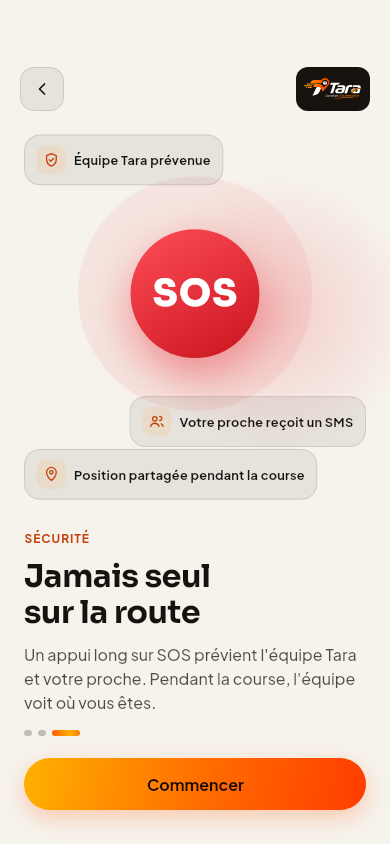 Tara
Équipe Tara prévenue
SOS
Votre proche reçoit un SMS
Position partagée pendant la course
SÉCURITÉ
Jamais seul
sur la route
Un appui long sur SOS prévient l'équipe Tara
et votre proche. Pendant la course, l'équipe
voit où vous êtes.
Commencer